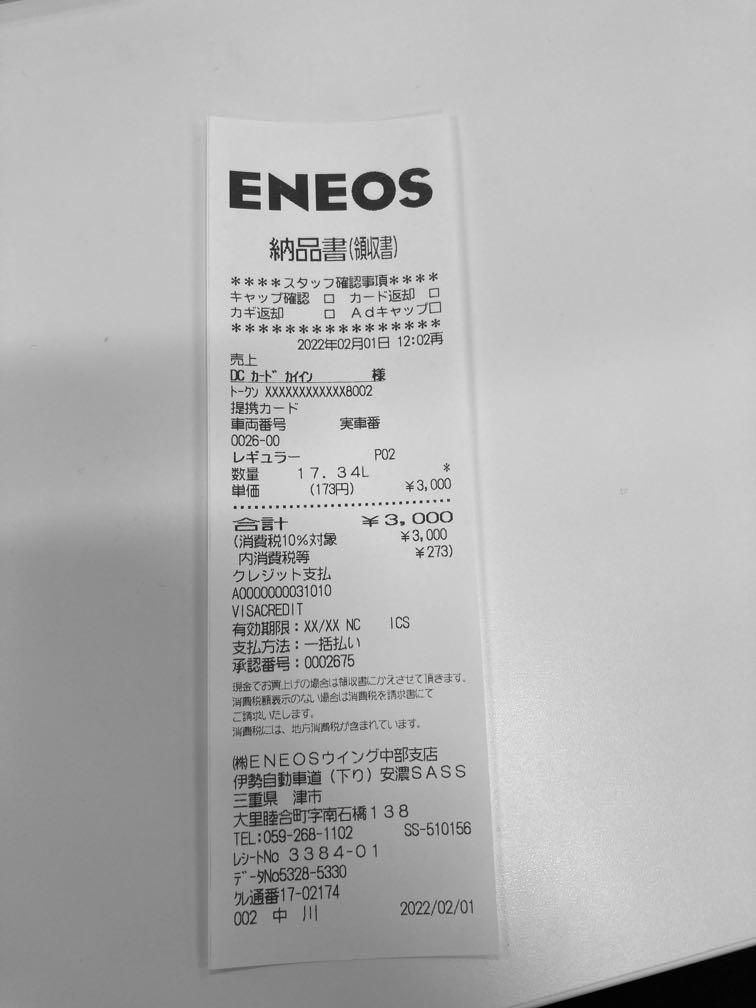 ENEOS
納品書(領収書)
****スタッフ確認事項****
キャップ確認 □ カード返却 □
カギ返却 □ Adキャップ□
****************
2022年02月01日 12:02再
売上
DC カード カイイン 様
トークン XXXXXXXXXXXX8002
提携カード
車両番号 実車番
0026-00
レギュラー P02
数量 17.34L *
単価 (173円) ¥3,000
合計 ¥3,000
(消費税10%対象 ¥3,000
内消費税等 ¥273)
クレジット支払
A0000000031010
VISACREDIT
有効期限:XX/XX NC ICS
支払方法:一括払い
承認番号:0002675
現金でお買上げの場合は領収書にかえさせて頂きます。
消費税額表示のない場合は消費税を請求書にて
ご請求いたします。
消費税には、地方消費税が含まれています。
㈱ENEOSウイング中部支店
伊勢自動車道(下り)安濃SASS
三重県 津市
大里睦合町字南石橋138
TEL:059-268-1102 SS-510156
レシートNo 3384-01
データNo5328-5330
クレ通番17-02174
002 中 川 2022/02/01